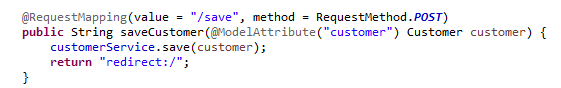 @RequestMapping(value = "/save", method = RequestMethod.POST)
public String saveCustomer(@ModelAttribute("customer") Customer customer) {
    customerService.save(customer);
    return "redirect:/";
}